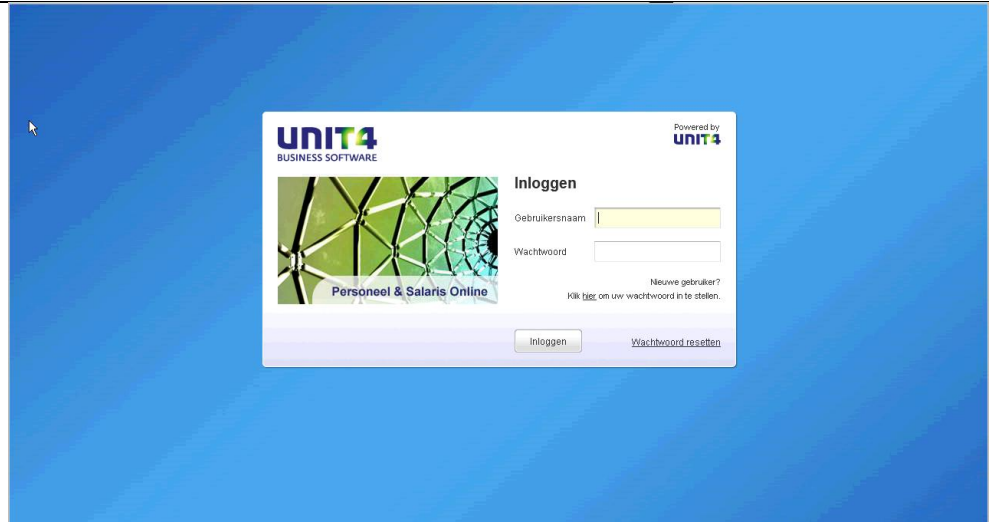 UNIT4
BUSINESS SOFTWARE
Powered by
UNIT4
Personeel & Salaris Online
Inloggen
Gebruikersnaam
Wachtwoord
Nieuwe gebruiker?
Klik hier om uw wachtwoord in te stellen.
Inloggen
Wachtwoord resetten